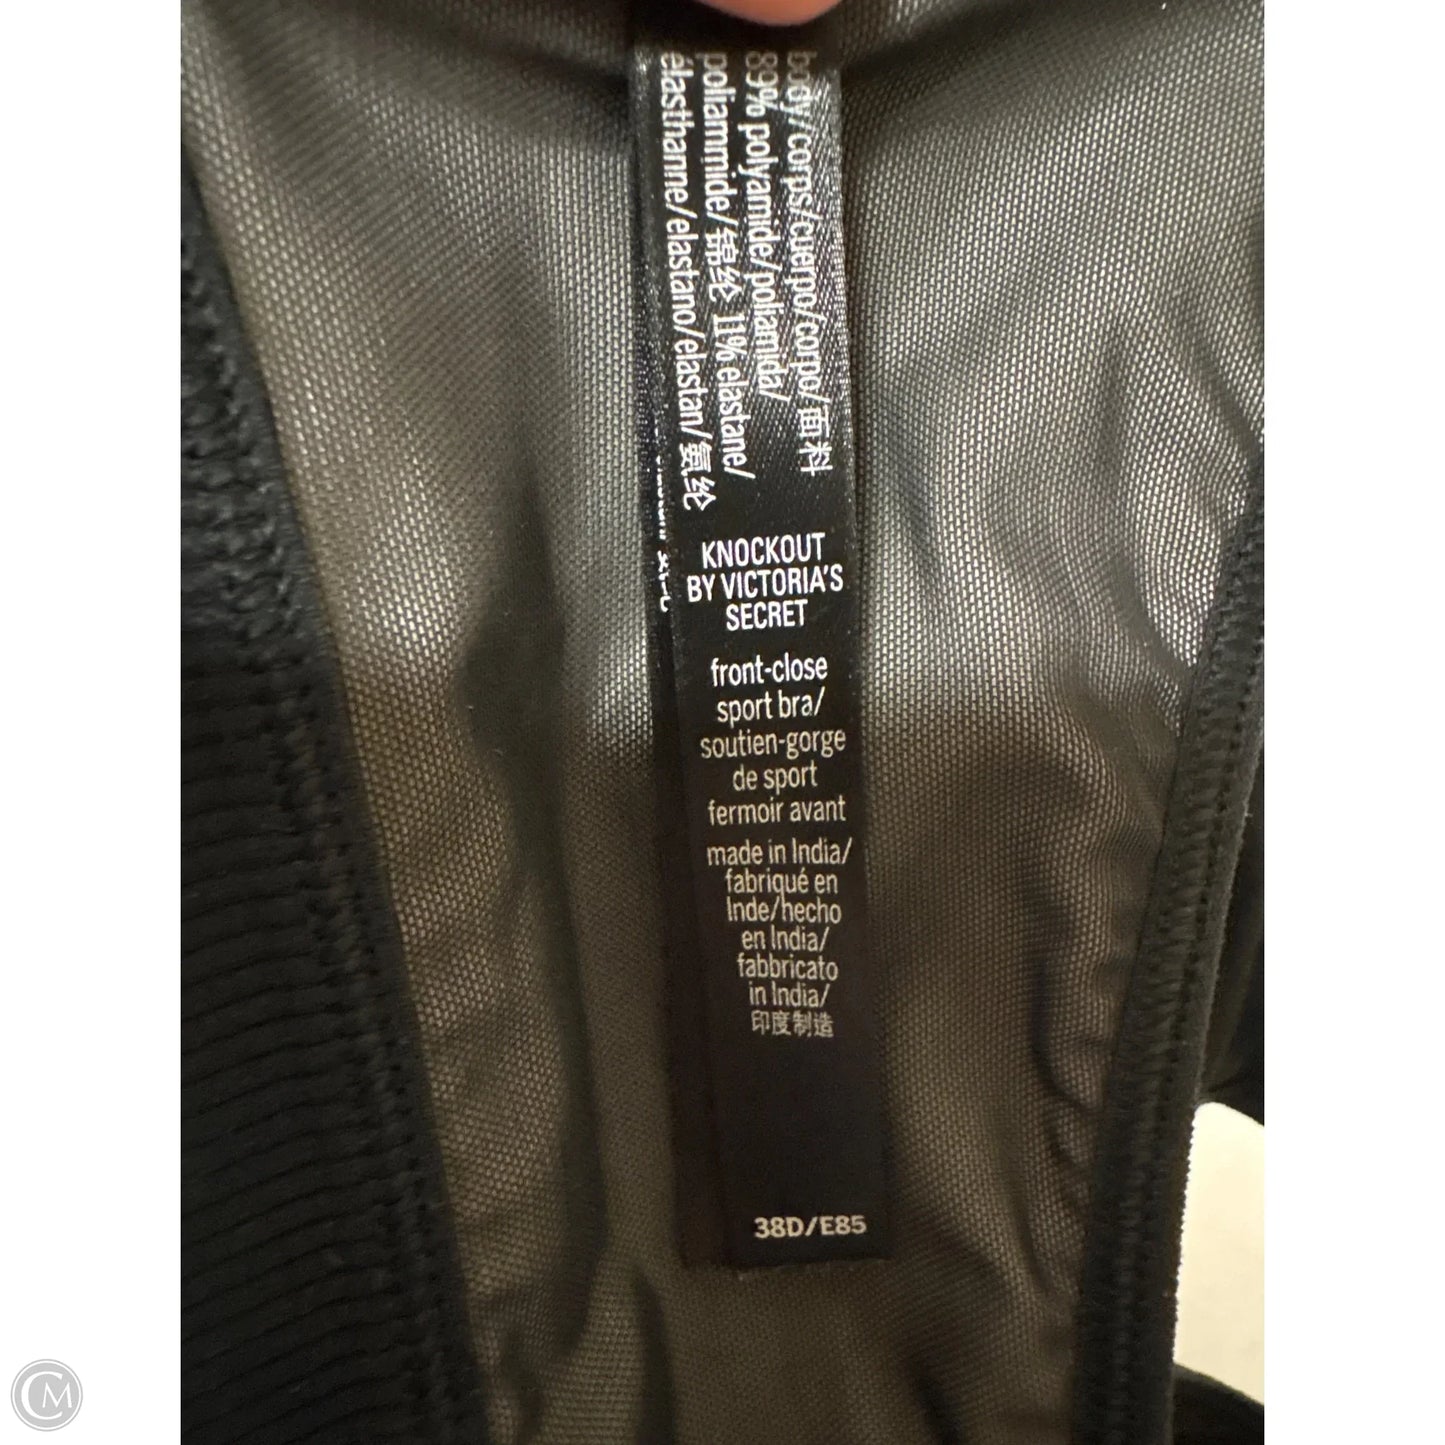 body/corps/cuerpo/corpo/面料
89% polyamide/poliamida/
poliammide/锦纶 11% elastane/
élasthanne/elastano/elastan/氨纶
KNOCKOUT
BY VICTORIA'S
SECRET
front-close
sport bra/
soutien-gorge
de sport
fermoir avant
made in India/
fabriqué en
Inde/hecho
en India/
fabbricato
in India/
印度制造
38D/E85
CM